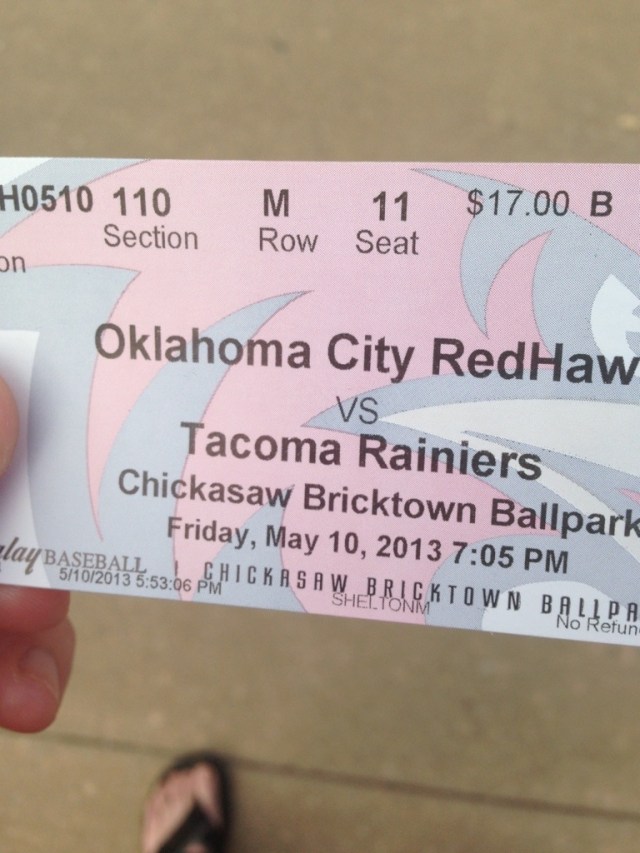 H0510 110 M 11 $17.00 B
on Section Row Seat
Oklahoma City RedHaw
VS
Tacoma Rainiers
Chickasaw Bricktown Ballpark
Friday, May 10, 2013 7:05 PM
lay BASEBALL | CHICKASAW BRICKTOWN BALLPA
5/10/2013 5:53:06 PM SHELTONM No Refun